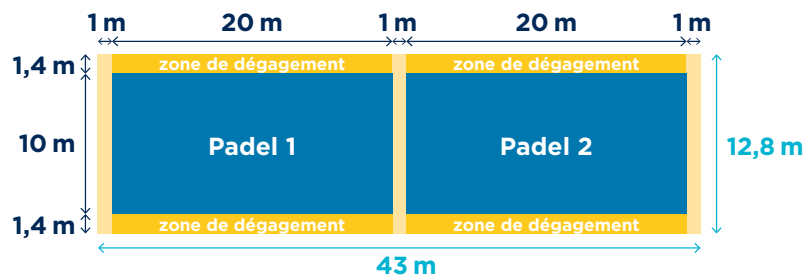 1 m 20 m 1 m 20 m 1 m
1,4 m
zone de dégagement zone de dégagement
10 m
Padel 1 Padel 2
12,8 m
1,4 m
zone de dégagement zone de dégagement
43 m